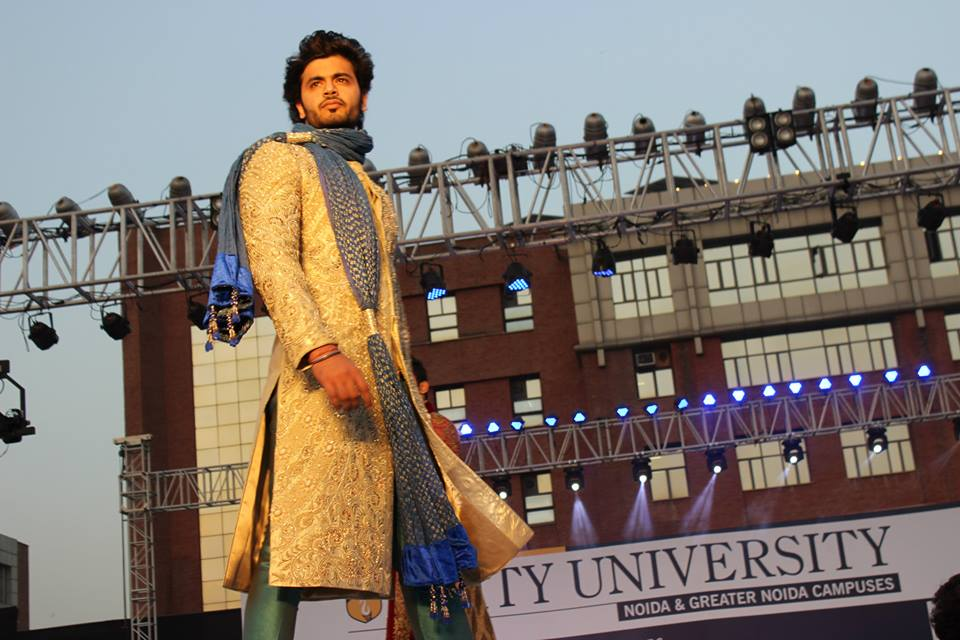 TY UNIVERSITY
NOIDA & GREATER NOIDA CAMPUSES